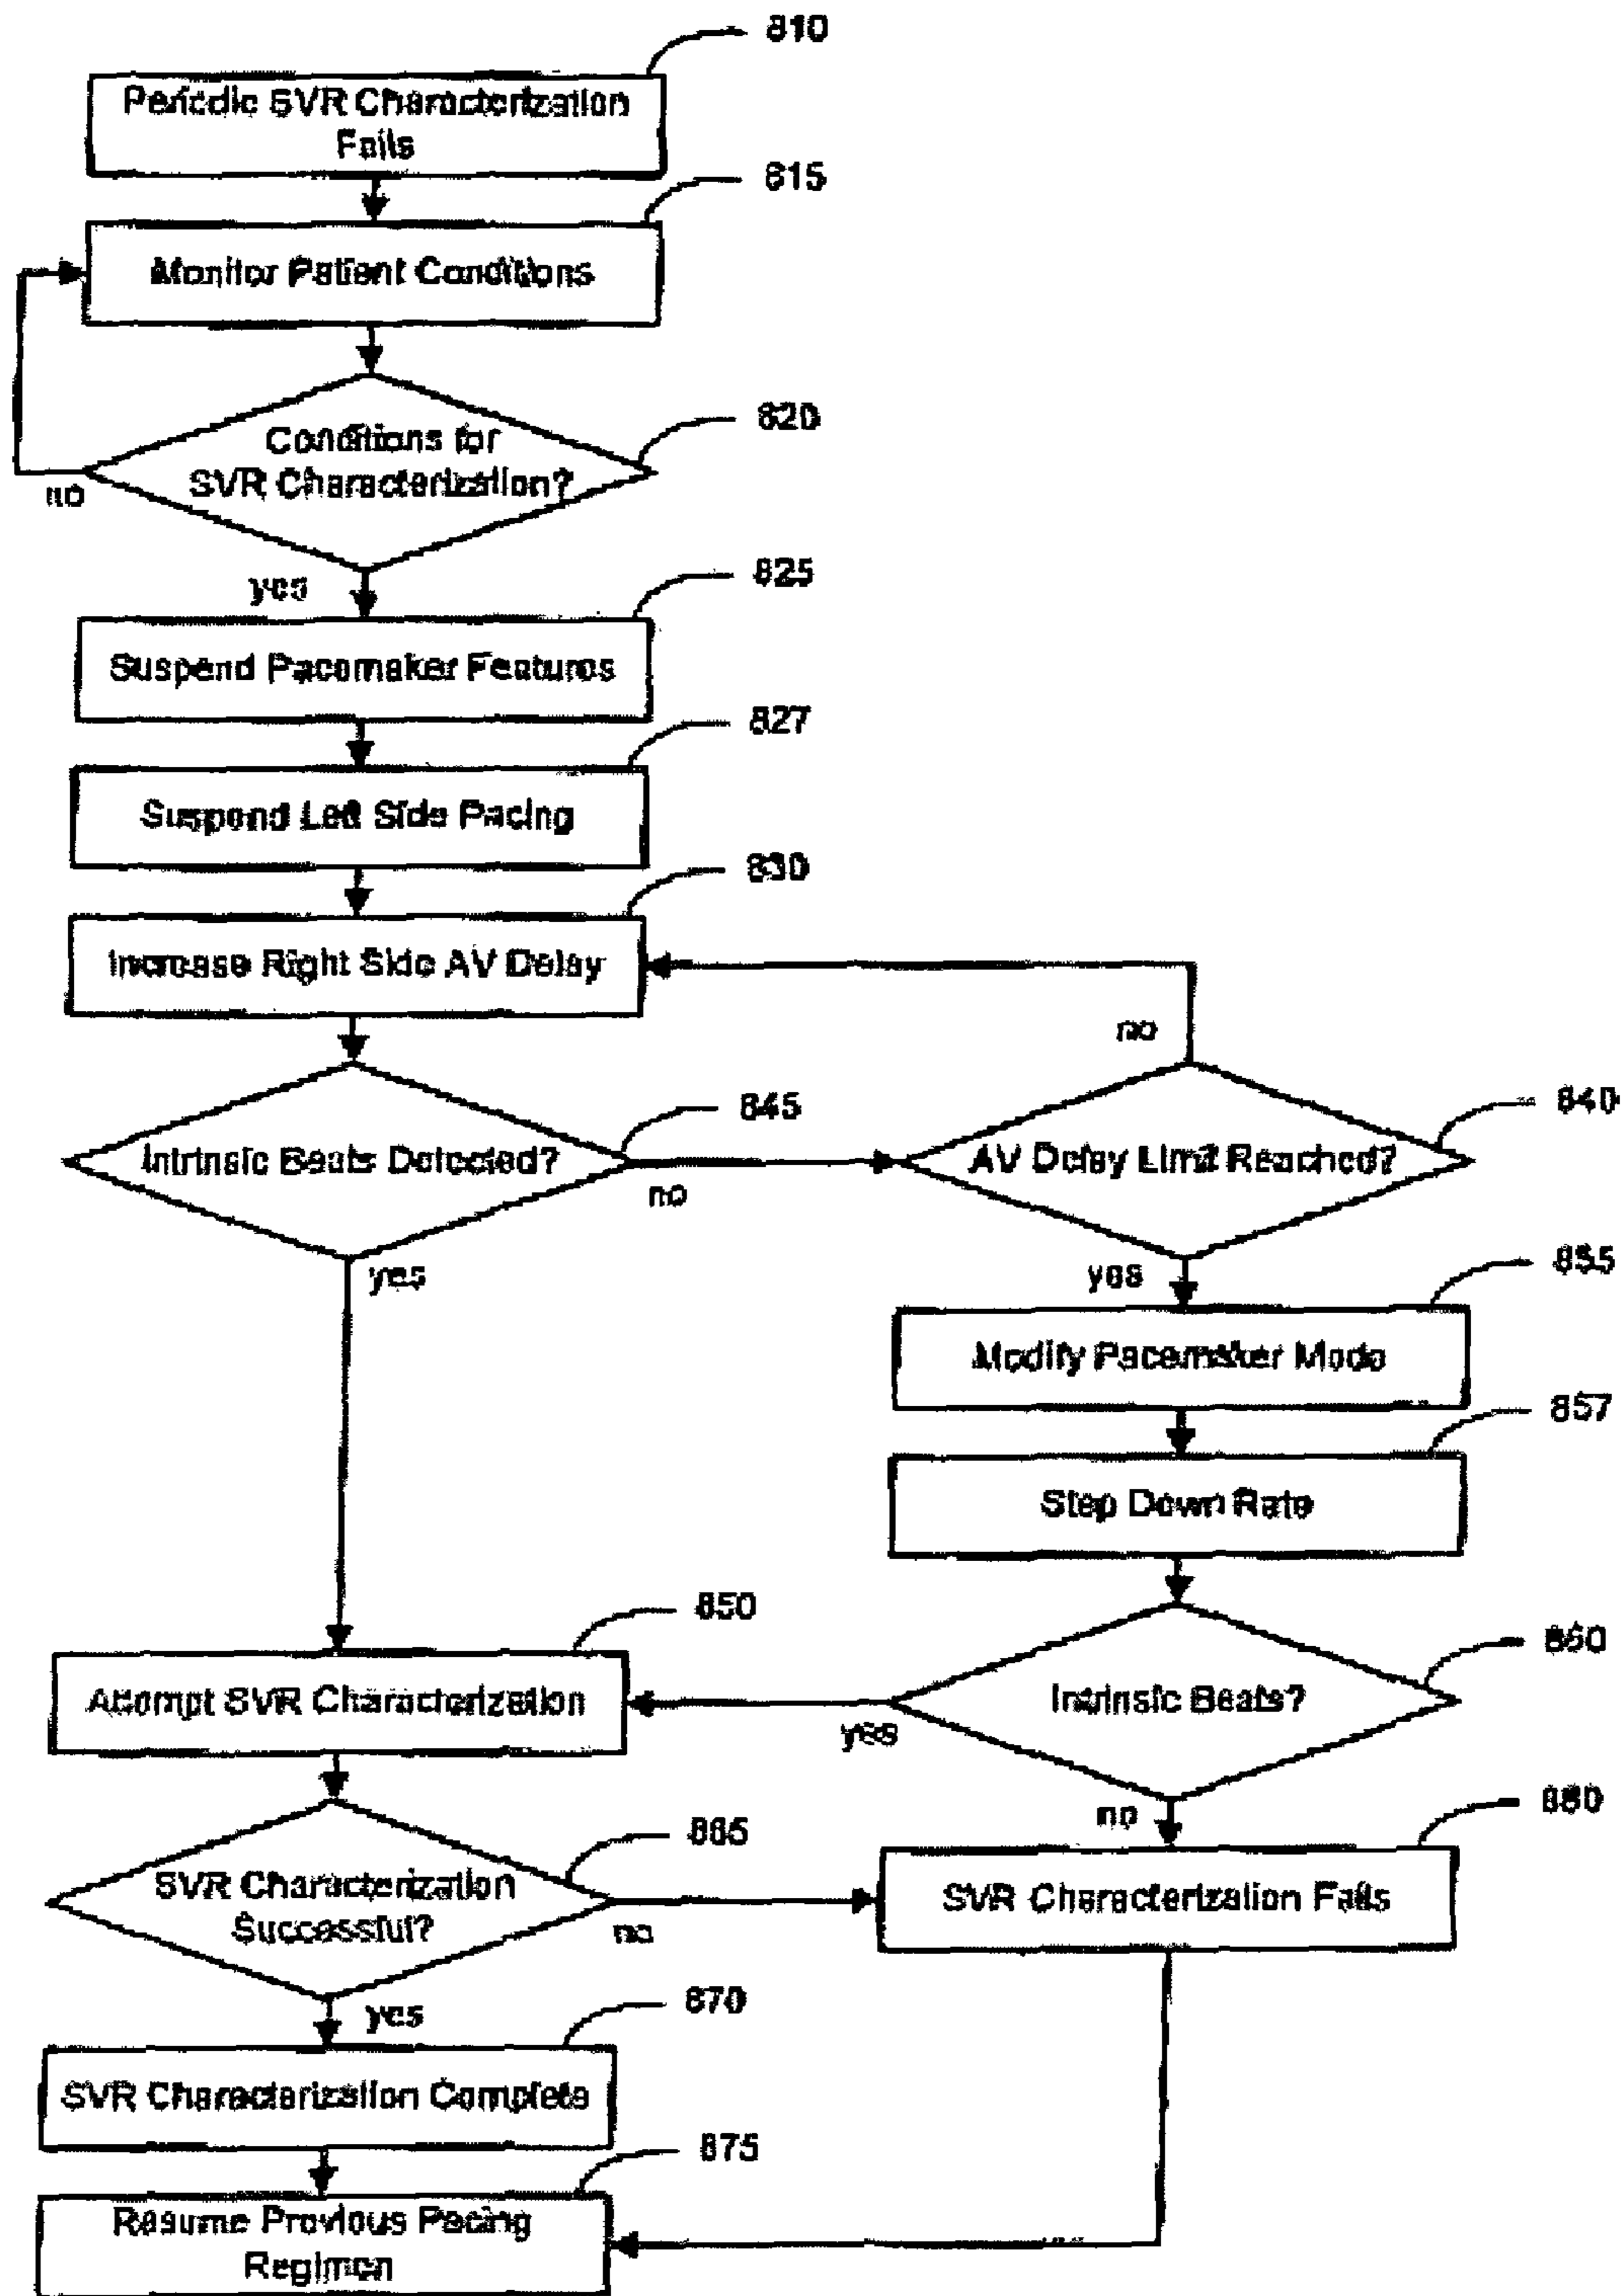 810
Periodic SVR Characterization
Fails
815
Monitor Patient Conditions
820
Conditions for
SVR Characterization?
no
yes
825
Suspend Pacemaker Features
827
Suspend Left Side Pacing
830
Increase Right Side AV Delay
no
845
Intrinsic Beats Detected?
no
840
AV Delay Limit Reached?
yes
yes
855
Modify Pacemaker Mode
857
Step Down Rate
850
Attempt SVR Characterization
860
Intrinsic Beats?
yes
no
865
SVR Characterization
Successful?
no
880
SVR Characterization Fails
yes
870
SVR Characterization Complete
875
Resume Previous Pacing
Regimen